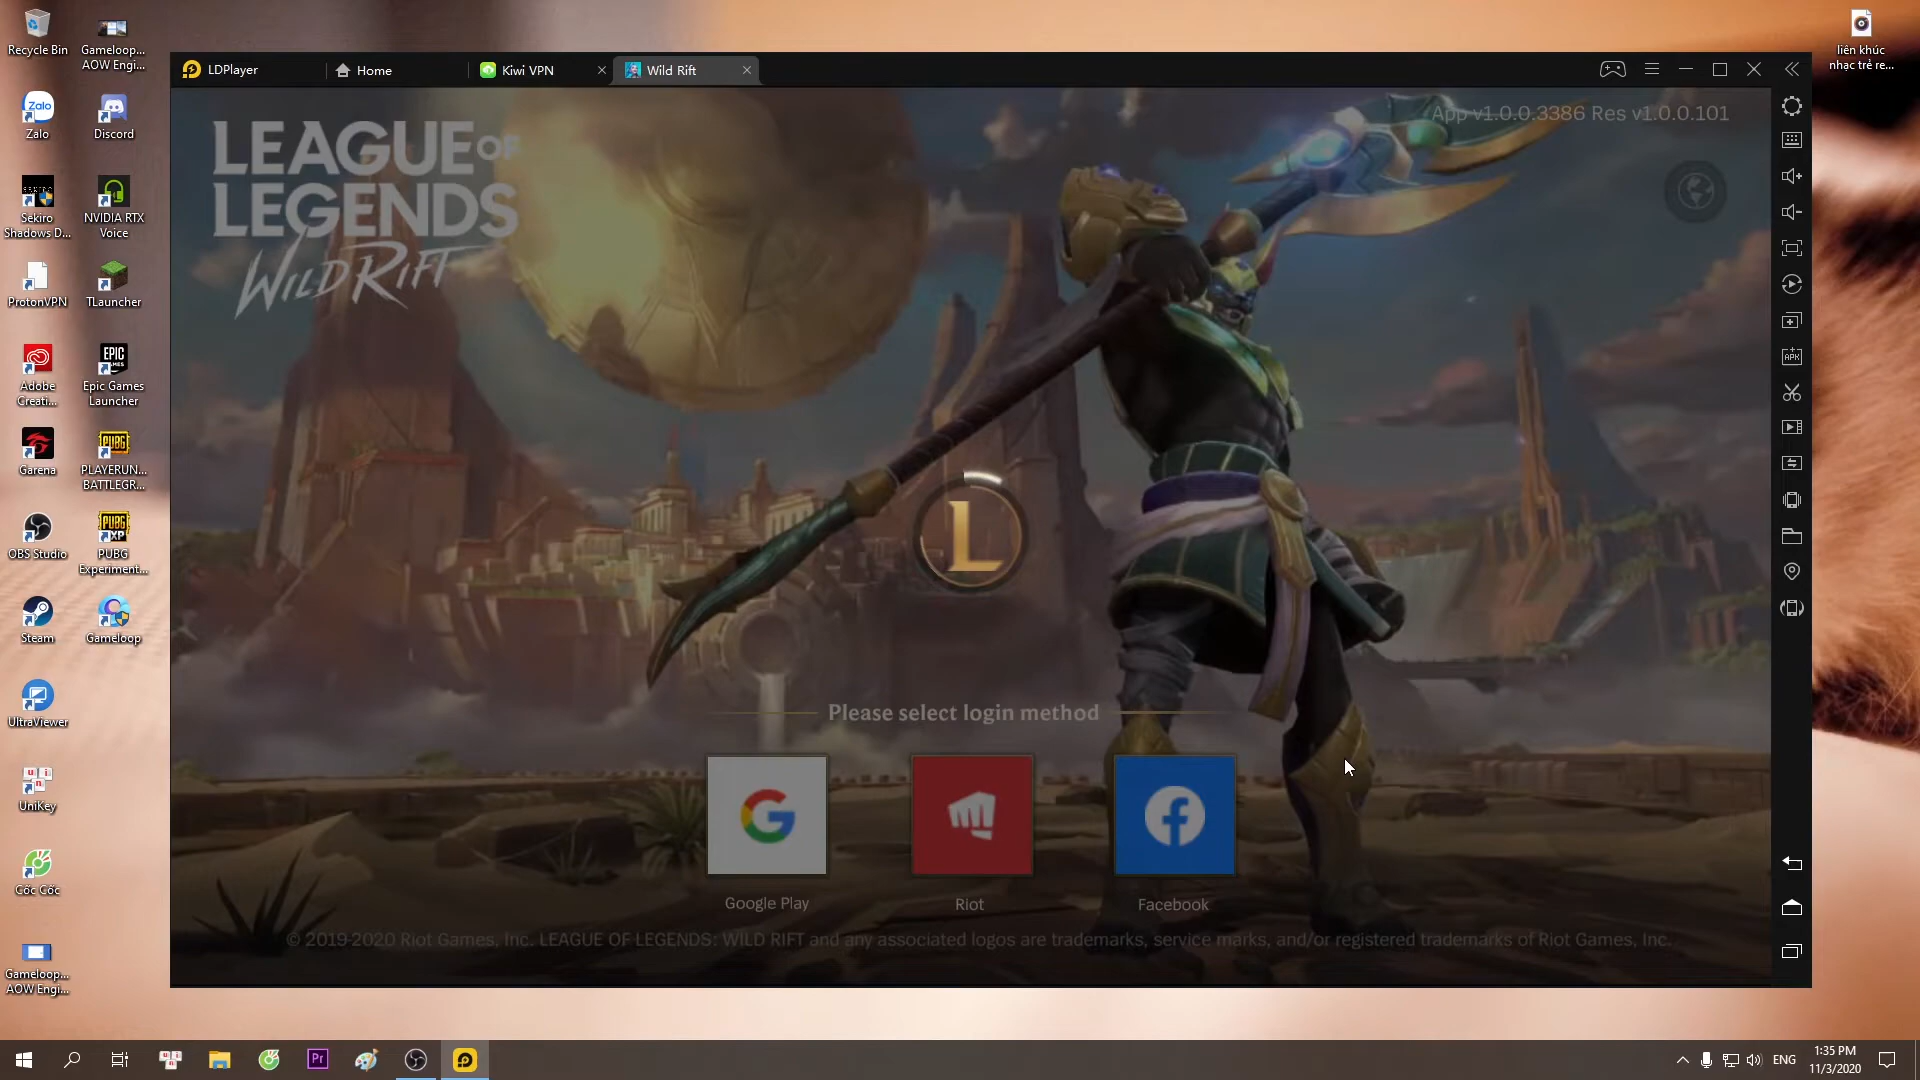 Recycle Bin
Gameloop...
AOW Engi...
Zalo
Discord
Sekiro
Shadows D...
NVIDIA RTX
Voice
ProtonVPN
TLauncher
Adobe
Creati...
Epic Games
Launcher
Garena
PLAYERUN...
BATTLEGR...
OBS Studio
PUBG
Experiment...
Steam
Gameloop
UltraViewer
UniKey
Cốc Cốc
Gameloop...
AOW Engi...
liên khúc
nhạc trẻ re...
LDPlayer
Home
Kiwi VPN
Wild Rift
App v1.0.0.3386 Res v1.0.0.101
LEAGUE OF
LEGENDS
WILD RIFT
L
Please select login method
Google Play
Riot
Facebook
© 2019-2020 Riot Games, Inc. LEAGUE OF LEGENDS: WILD RIFT and any associated logos are trademarks, service marks, and/or registered trademarks of Riot Games, Inc.
ENG
1:35 PM
11/3/2020